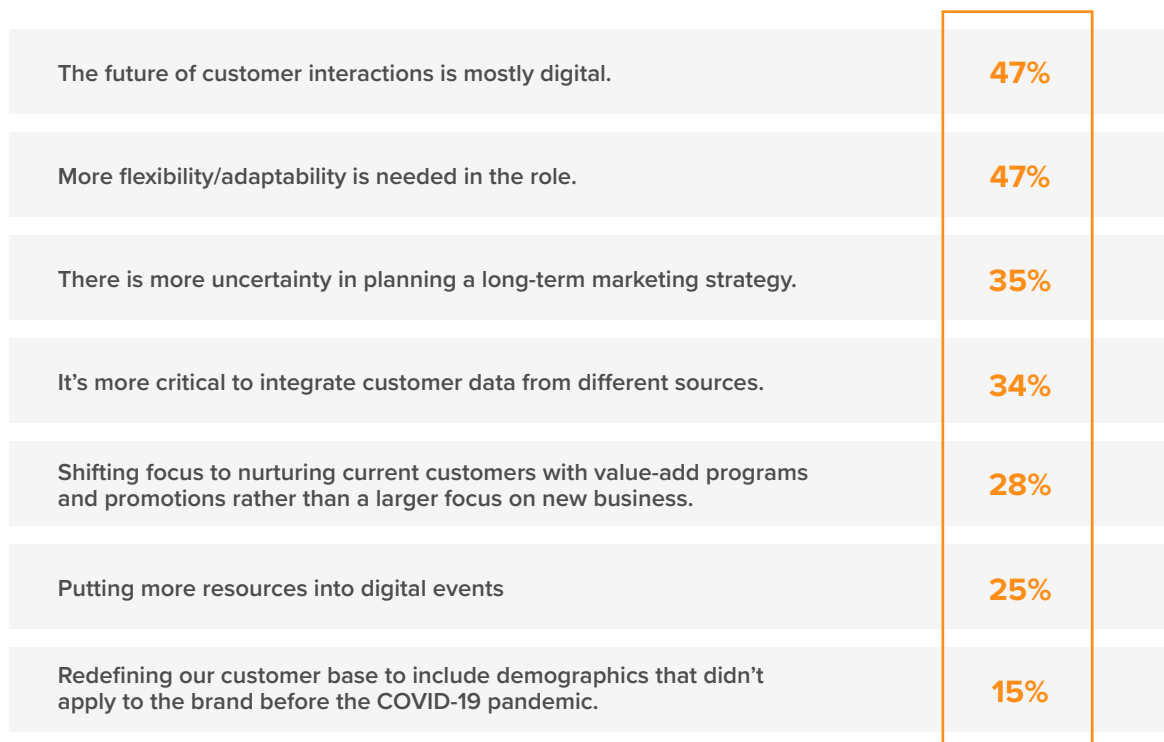 The future of customer interactions is mostly digital.
47%
More flexibility/adaptability is needed in the role.
47%
There is more uncertainty in planning a long-term marketing strategy.
35%
It’s more critical to integrate customer data from different sources.
34%
Shifting focus to nurturing current customers with value-add programs
and promotions rather than a larger focus on new business.
28%
Putting more resources into digital events
25%
Redefining our customer base to include demographics that didn’t
apply to the brand before the COVID-19 pandemic.
15%